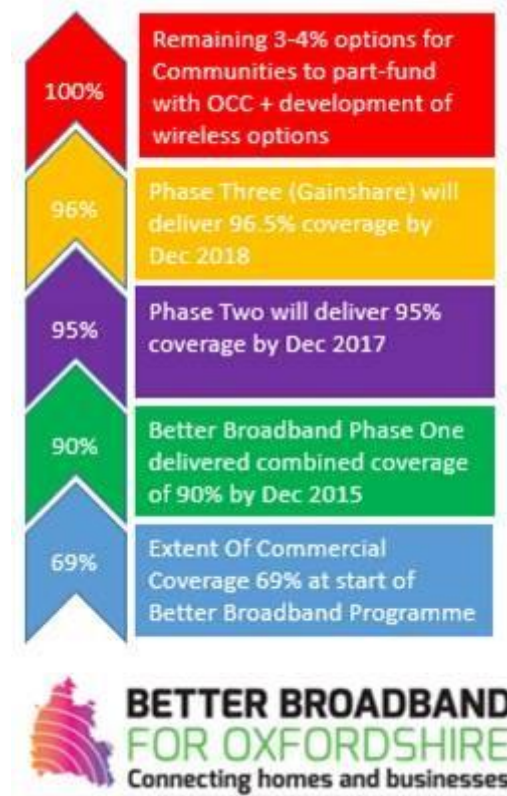 100%
Remaining 3-4% options for
Communities to part-fund
with OCC + development of
wireless options
96%
Phase Three (Gainshare) will
deliver 96.5% coverage by
Dec 2018
95%
Phase Two will deliver 95%
coverage by Dec 2017
90%
Better Broadband Phase One
delivered combined coverage
of 90% by Dec 2015
69%
Extent Of Commercial
Coverage 69% at start of
Better Broadband Programme
BETTER BROADBAND
FOR OXFORDSHIRE
Connecting homes and businesses